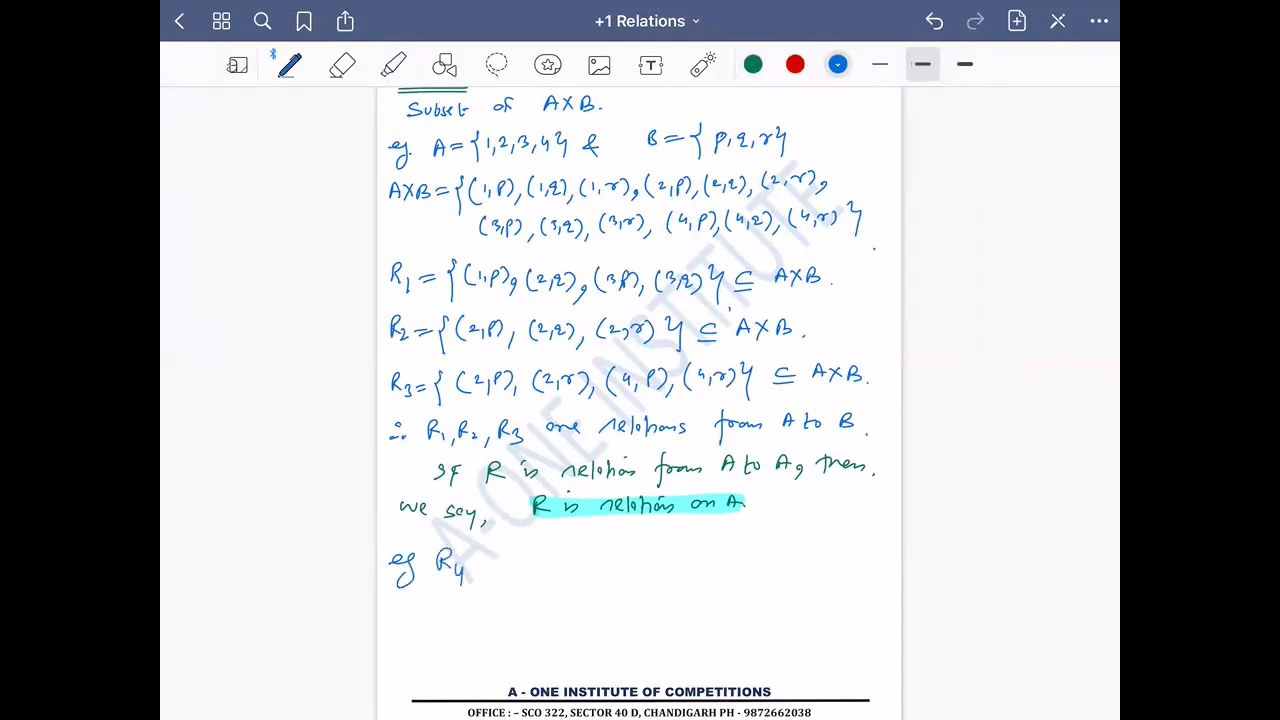 +1 Relations
Subset of A×B.
eg. A={1,2,3,4} & B={p,q,r}
A×B={(1,p),(1,q),(1,r),(2,p),(2,q),(2,r),
(3,p),(3,q),(3,r),(4,p),(4,q),(4,r)}
R1={(1,p),(2,q),(3,p),(3,q)} ⊆ A×B.
R2={(2,p),(2,q),(2,r)} ⊆ A×B.
R3={(2,p),(2,r),(4,p),(4,r)} ⊆ A×B.
∴ R1,R2,R3 are relations from A to B.
If R is relation from A to A, then.
we say, R is relation on A.
eg R4
A-ONE INSTITUTE
A - ONE INSTITUTE OF COMPETITIONS
OFFICE : – SCO 322, SECTOR 40 D, CHANDIGARH PH - 9872662038